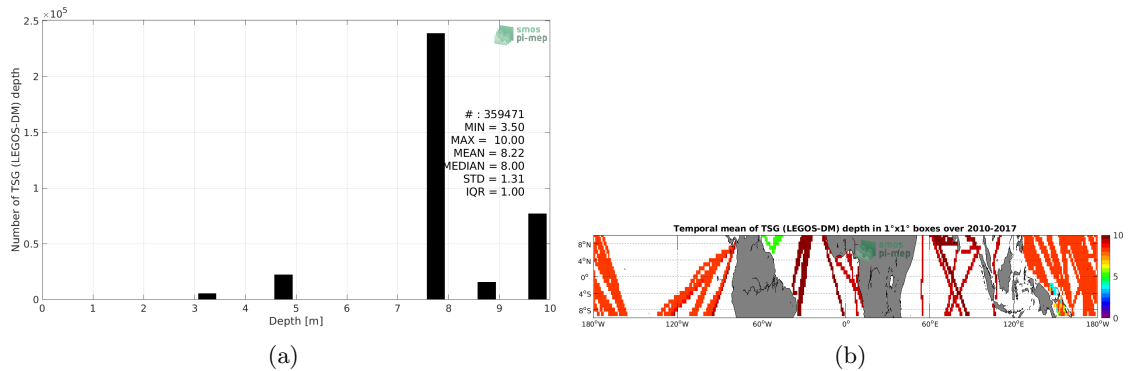 ×10⁵
2.5
2
1.5
1
0.5
0
Number of TSG (LEGOS-DM) depth
smos
pi-mep
# : 359471
MIN = 3.50
MAX = 10.00
MEAN = 8.22
MEDIAN = 8.00
STD = 1.31
IQR = 1.00
0 1 2 3 4 5 6 7 8 9 10
Depth [m]
(a)
Temporal mean of TSG (LEGOS-DM) depth in 1°x1° boxes over 2010-2017
smos
pi-mep
8°N
4°N
0°
4°S
8°S
180°W 120°W 60°W 0° 60°E 120°E 180°W
10
5
0
(b)